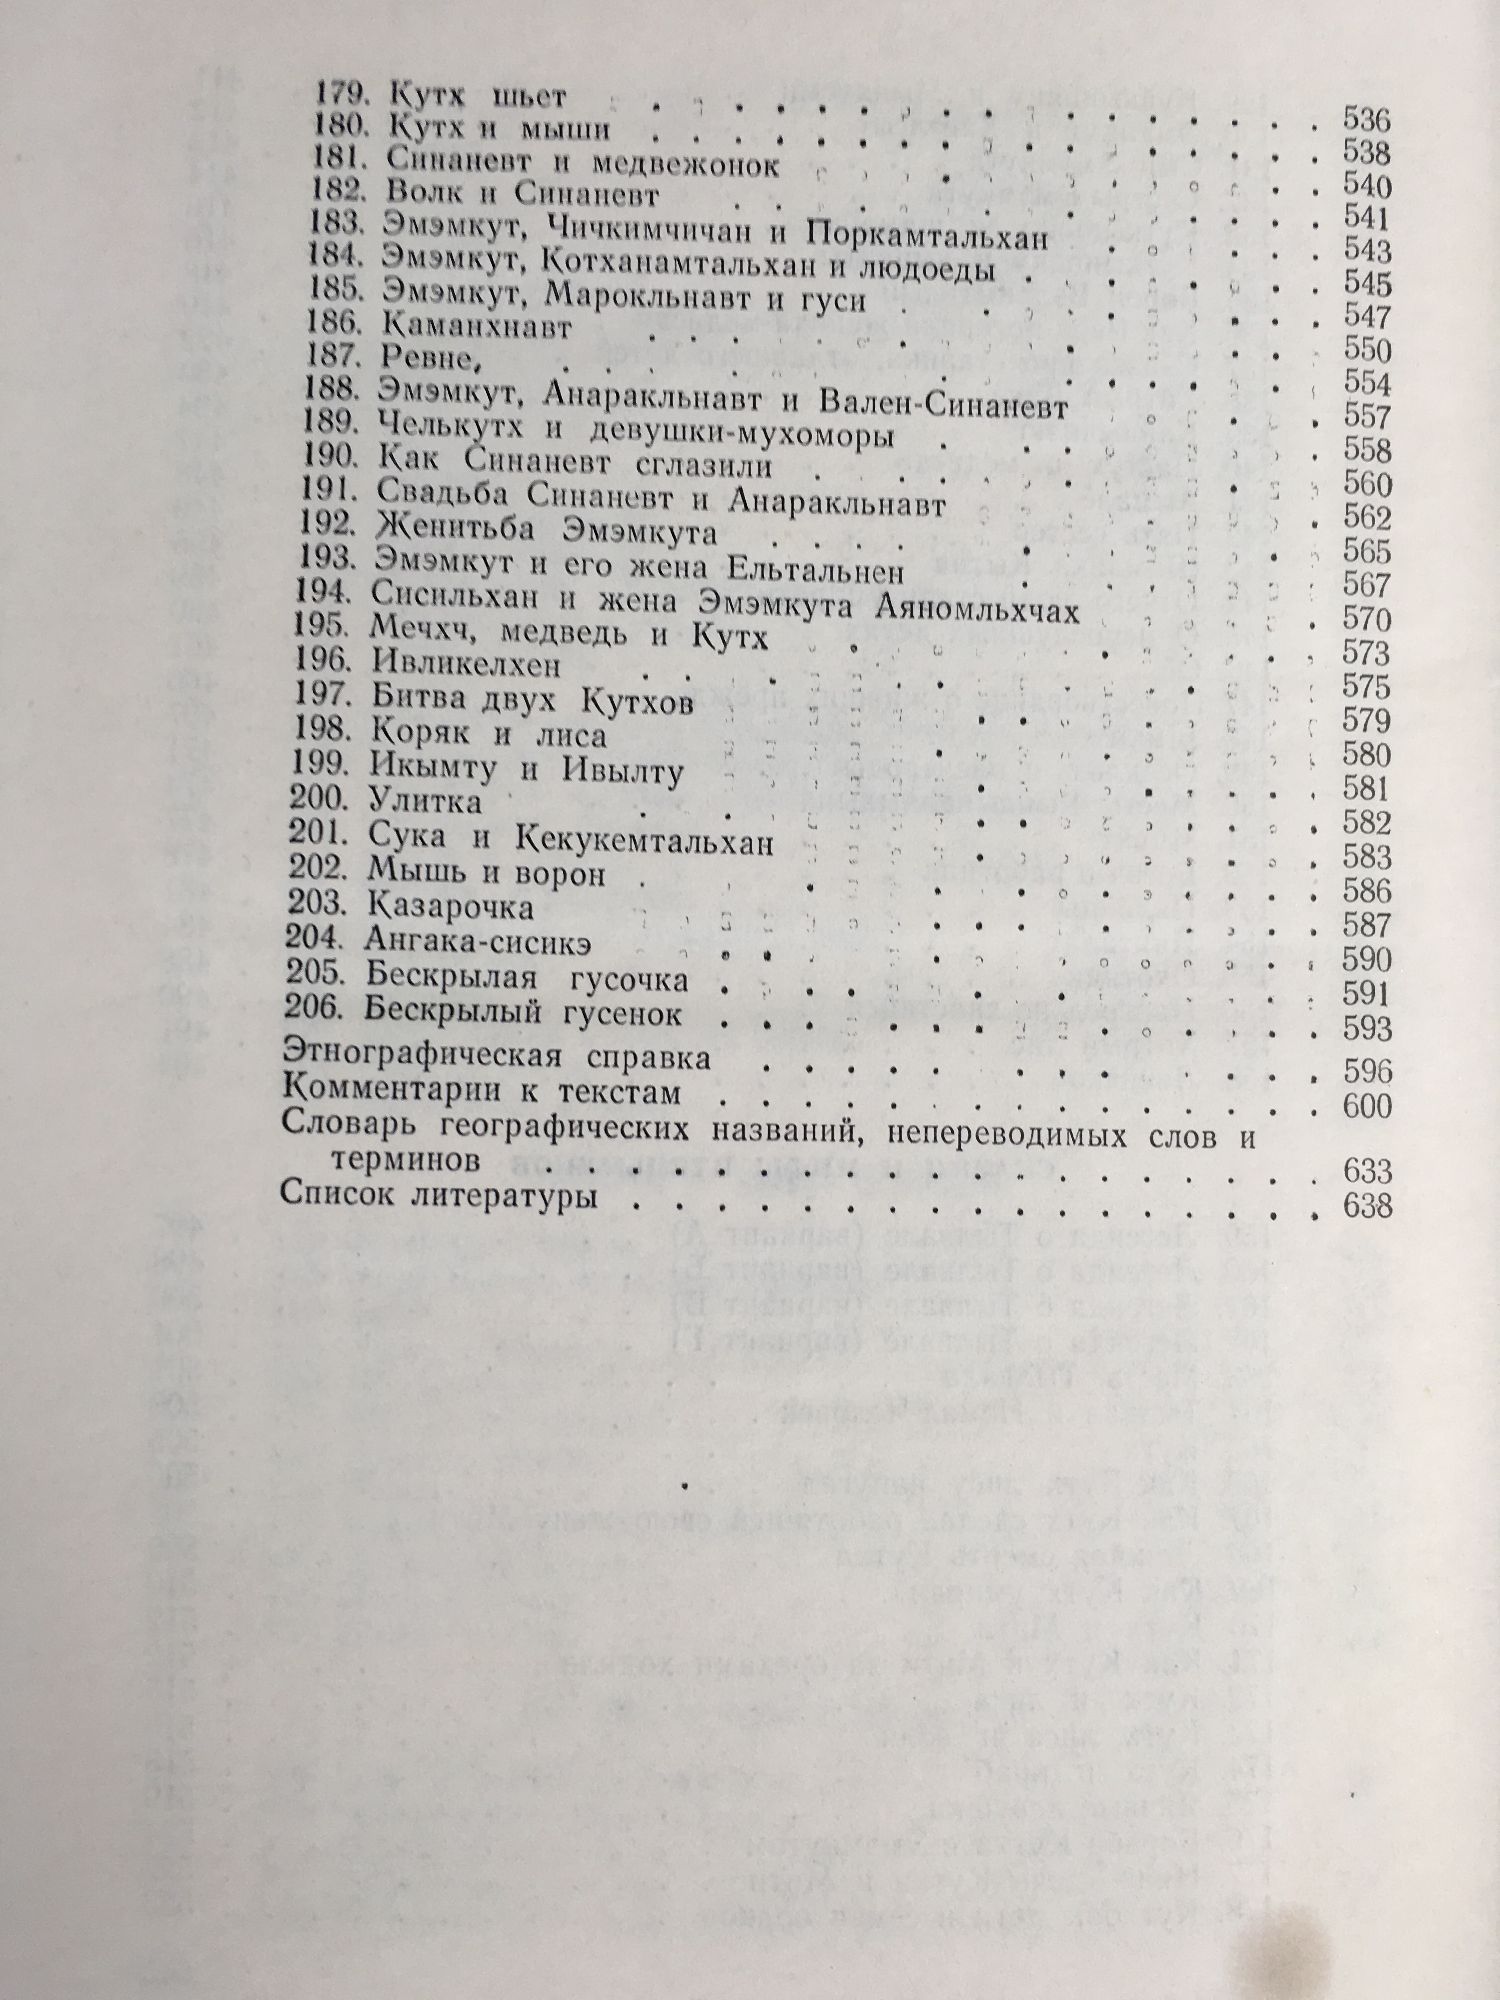 179. Кутх шьет . . . . . . . . . . . . . . . 536
180. Кутх и мыши . . . . . . . . . . . . . . . 538
181. Синаневт и медвежонок . . . . . . . . . . . 540
182. Волк и Синаневт . . . . . . . . . . . . . 541
183. Эмэмкут, Чичкимчичан и Поркамтальхан . . . . . . 543
184. Эмэмкут, Котханамтальхан и людоеды . . . . . . . 545
185. Эмэмкут, Марокльнавт и гуси . . . . . . . . . 547
186. Каманхнавт . . . . . . . . . . . . . . . 550
187. Ревне, . . . . . . . . . . . . . . . . 554
188. Эмэмкут, Анаракльнавт и Вален-Синаневт . . . . . 557
189. Челькутх и девушки-мухоморы . . . . . . . . . 558
190. Как Синаневт сглазили . . . . . . . . . . . 560
191. Свадьба Синаневт и Анаракльнавт . . . . . . . . 562
192. Женитьба Эмэмкута . . . . . . . . . . . . 565
193. Эмэмкут и его жена Ельтальнен . . . . . . . . 567
194. Сисильхан и жена Эмэмкута Аяномльхчах . . . . . 570
195. Мечхч, медведь и Кутх . . . . . . . . . . . 573
196. Ивликелхен . . . . . . . . . . . . . . . 575
197. Битва двух Кутхов . . . . . . . . . . . . . 579
198. Коряк и лиса . . . . . . . . . . . . . . 580
199. Икымту и Ивылту . . . . . . . . . . . . . 581
200. Улитка . . . . . . . . . . . . . . . . 582
201. Сука и Кекукемтальхан . . . . . . . . . . . 583
202. Мышь и ворон . . . . . . . . . . . . . . 586
203. Казарочка . . . . . . . . . . . . . . . 587
204. Ангака-сисикэ . . . . . . . . . . . . . . 590
205. Бескрылая гусочка . . . . . . . . . . . . . 591
206. Бескрылый гусенок . . . . . . . . . . . . . 593
Этнографическая справка . . . . . . . . . . . . . 596
Комментарии к текстам . . . . . . . . . . . . . . 600
Словарь географических названий, непереводимых слов и
терминов . . . . . . . . . . . . . . . . . . 633
Список литературы . . . . . . . . . . . . . . . . 638